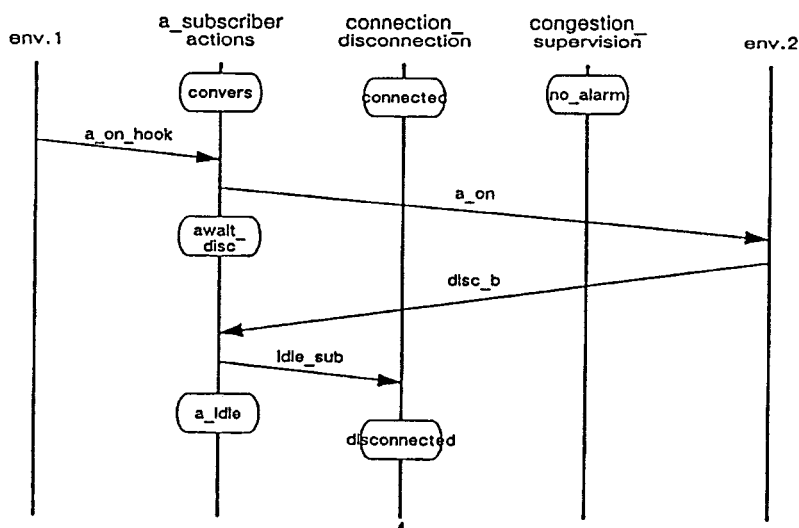 env.1
a_subscriber
actions
connection_
disconnection
congestion_
supervision
env.2
convers
connected
no_alarm
a_on_hook
a_on
await_
disc
disc_b
idle_sub
a_idle
disconnected